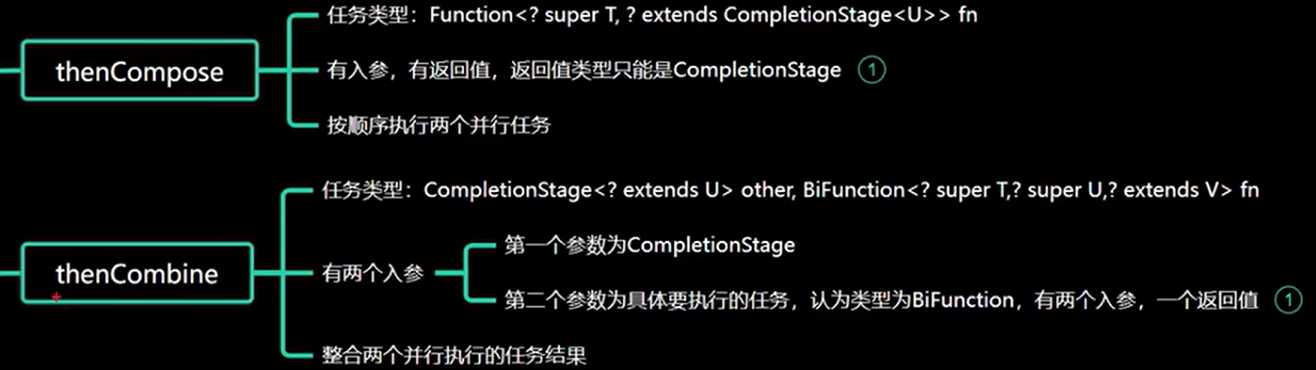 thenCompose
任务类型：Function<? super T, ? extends CompletionStage<U>> fn
有入参，有返回值，返回值类型只能是CompletionStage ①
按顺序执行两个并行任务
thenCombine
任务类型：CompletionStage<? extends U> other, BiFunction<? super T,? super U,? extends V> fn
有两个入参
第一个参数为CompletionStage
第二个参数为具体要执行的任务，认为类型为BiFunction，有两个入参，一个返回值 ①
整合两个并行执行的任务结果